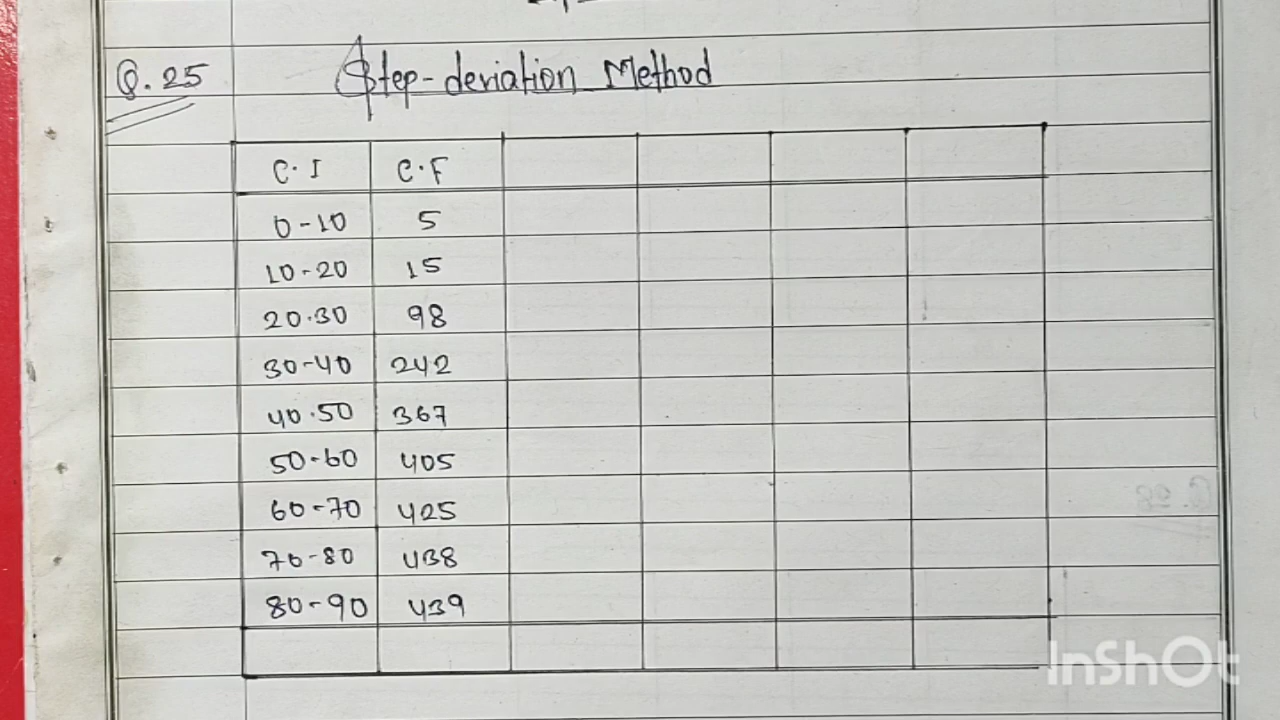 Q. 25
Step-deviation Method
C.I C.F
0-10 5
10-20 15
20.30 98
30-40 242
40.50 367
50-60 405
60-70 425
70-80 438
80-90 439
InShOt